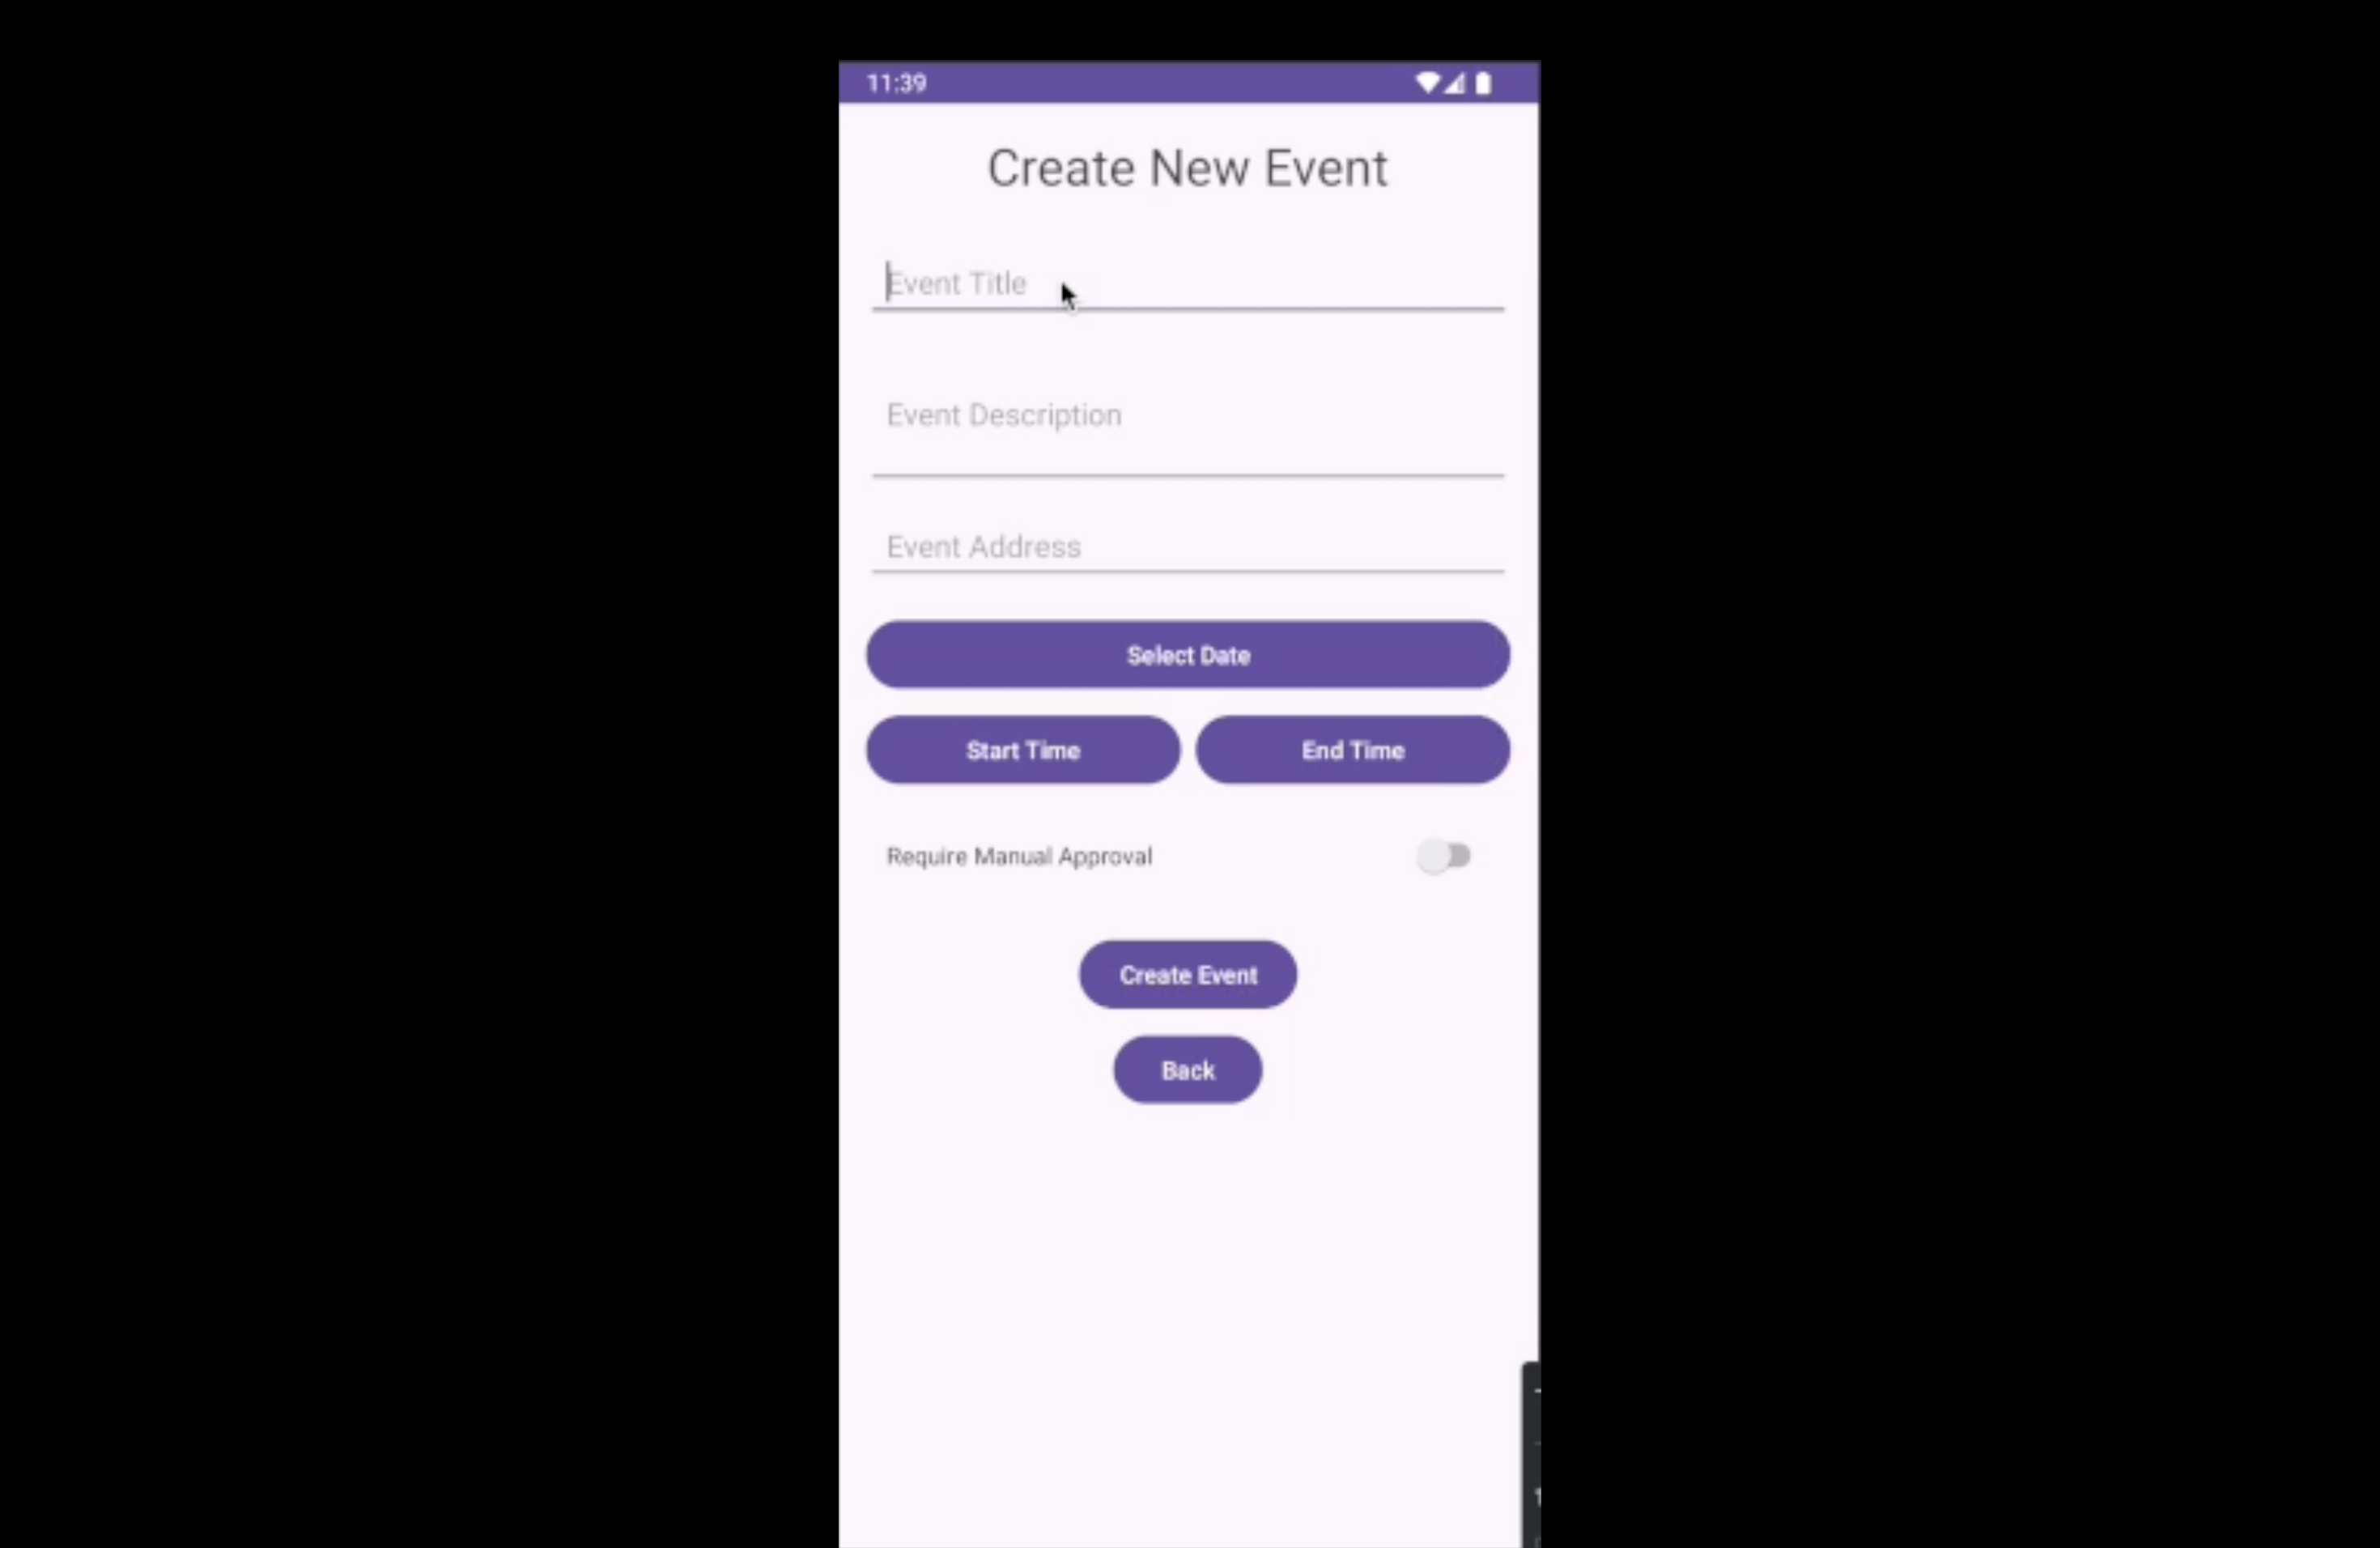 11:39
Create New Event
Event Title
Event Description
Event Address
Select Date
Start Time End Time
Require Manual Approval
Create Event
Back